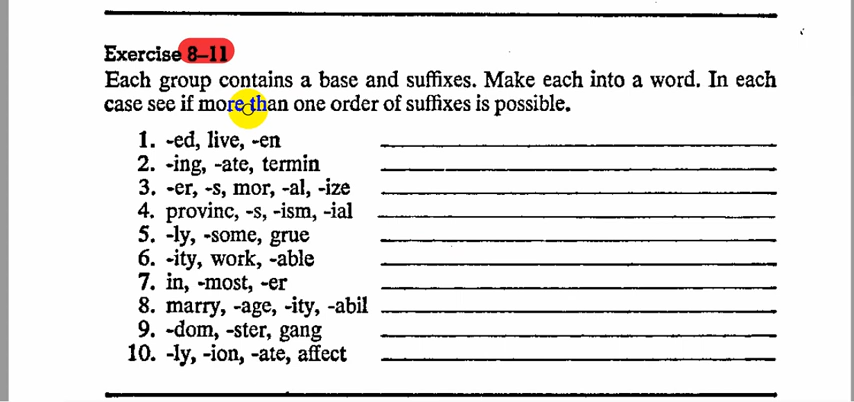 Exercise 8–11
Each group contains a base and suffixes. Make each into a word. In each
case see if more than one order of suffixes is possible.
1. -ed, live, -en
2. -ing, -ate, termin
3. -er, -s, mor, -al, -ize
4. provinc, -s, -ism, -ial
5. -ly, -some, grue
6. -ity, work, -able
7. in, -most, -er
8. marry, -age, -ity, -abil
9. -dom, -ster, gang
10. -ly, -ion, -ate, affect